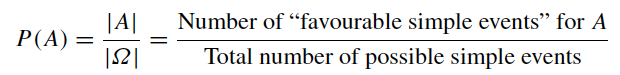 P(A) = |A| / |Ω| = Number of “favourable simple events” for A / Total number of possible simple events